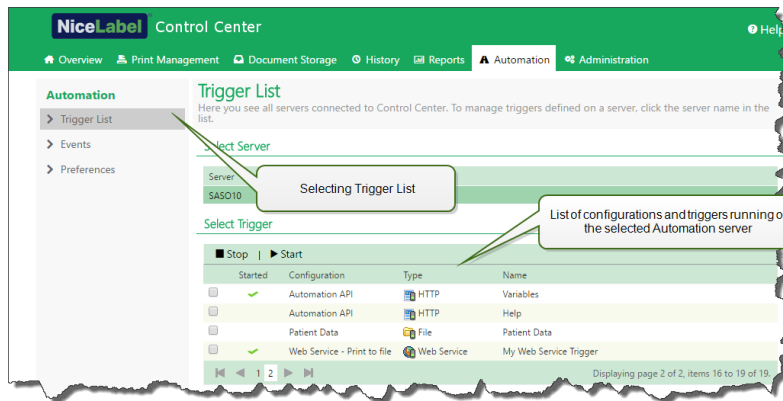 NiceLabel Control Center
Help
Overview Print Management Document Storage History Reports Automation Administration
Automation
Trigger List
Events
Preferences
Trigger List
Here you see all servers connected to Control Center. To manage triggers defined on a server, click the server name in the
list.
Select Server
Server
SASO10
Selecting Trigger List
List of configurations and triggers running o
the selected Automation server
Select Trigger
Stop | Start
Started Configuration Type Name
Automation API HTTP Variables
Automation API HTTP Help
Patient Data File Patient Data
Web Service - Print to file Web Service My Web Service Trigger
1 2
Displaying page 2 of 2, items 16 to 19 of 19.